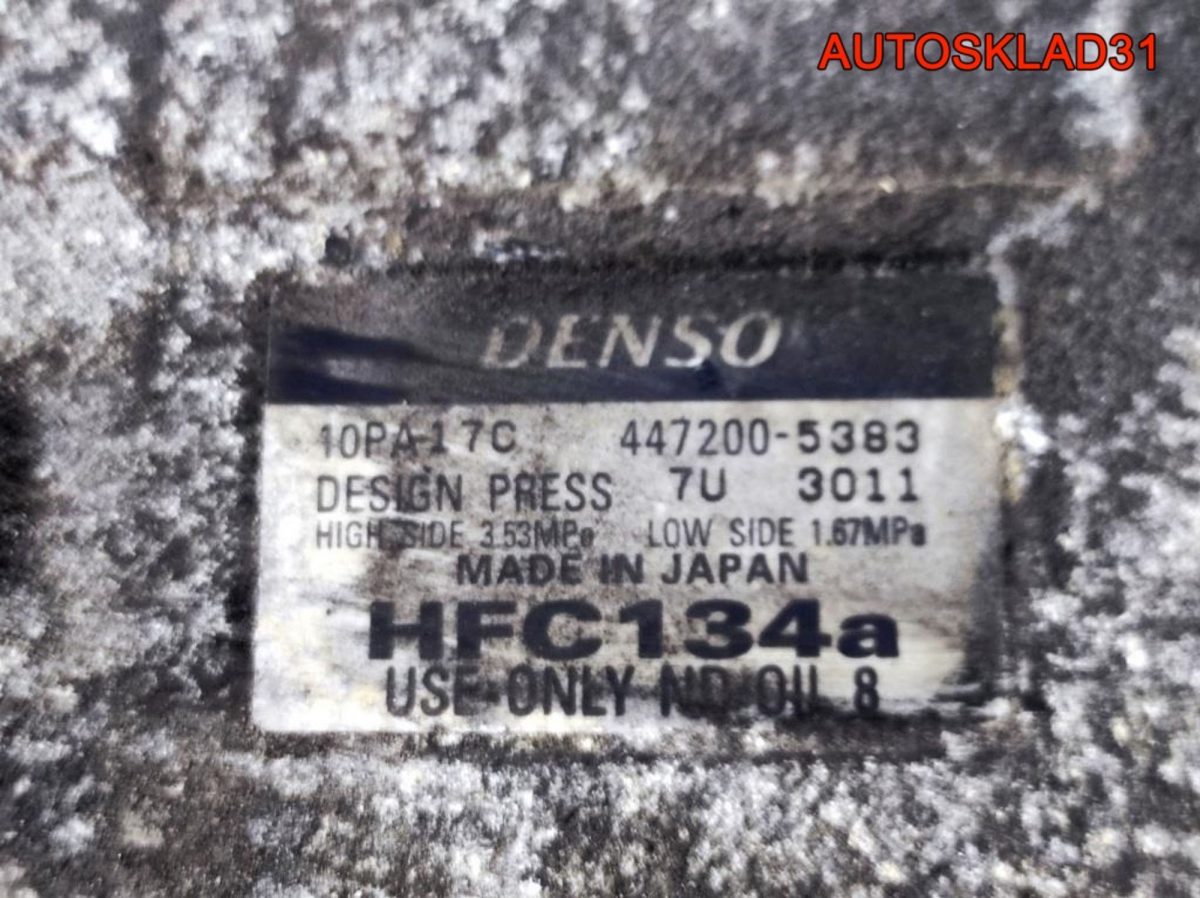 AUTOSKLAD31
DENSO
10PA17C 447200-5383
DESIGN PRESS 7U 3011
HIGH SIDE 3.53MPa LOW SIDE 1.67MPa
MADE IN JAPAN
HFC134a
USE ONLY ND-OIL 8